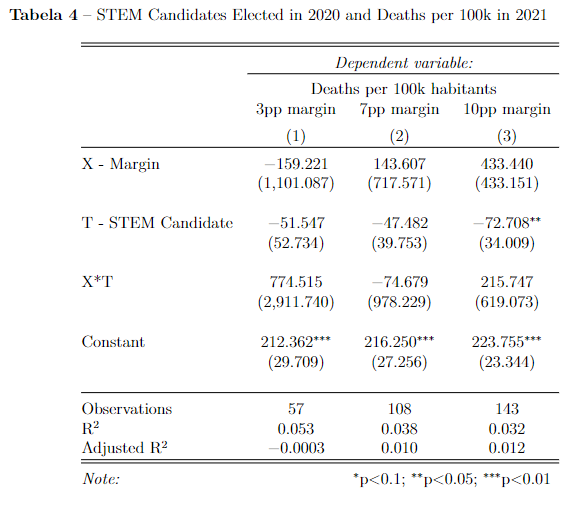 Tabela 4 – STEM Candidates Elected in 2020 and Deaths per 100k in 2021
Dependent variable:
Deaths per 100k habitants
3pp margin 7pp margin 10pp margin
(1) (2) (3)
X - Margin −159.221 143.607 433.440
(1,101.087) (717.571) (433.151)
T - STEM Candidate −51.547 −47.482 −72.708**
(52.734) (39.753) (34.009)
X*T 774.515 −74.679 215.747
(2,911.740) (978.229) (619.073)
Constant 212.362*** 216.250*** 223.755***
(29.709) (27.256) (23.344)
Observations 57 108 143
R² 0.053 0.038 0.032
Adjusted R² −0.0003 0.010 0.012
Note: *p<0.1; **p<0.05; ***p<0.01